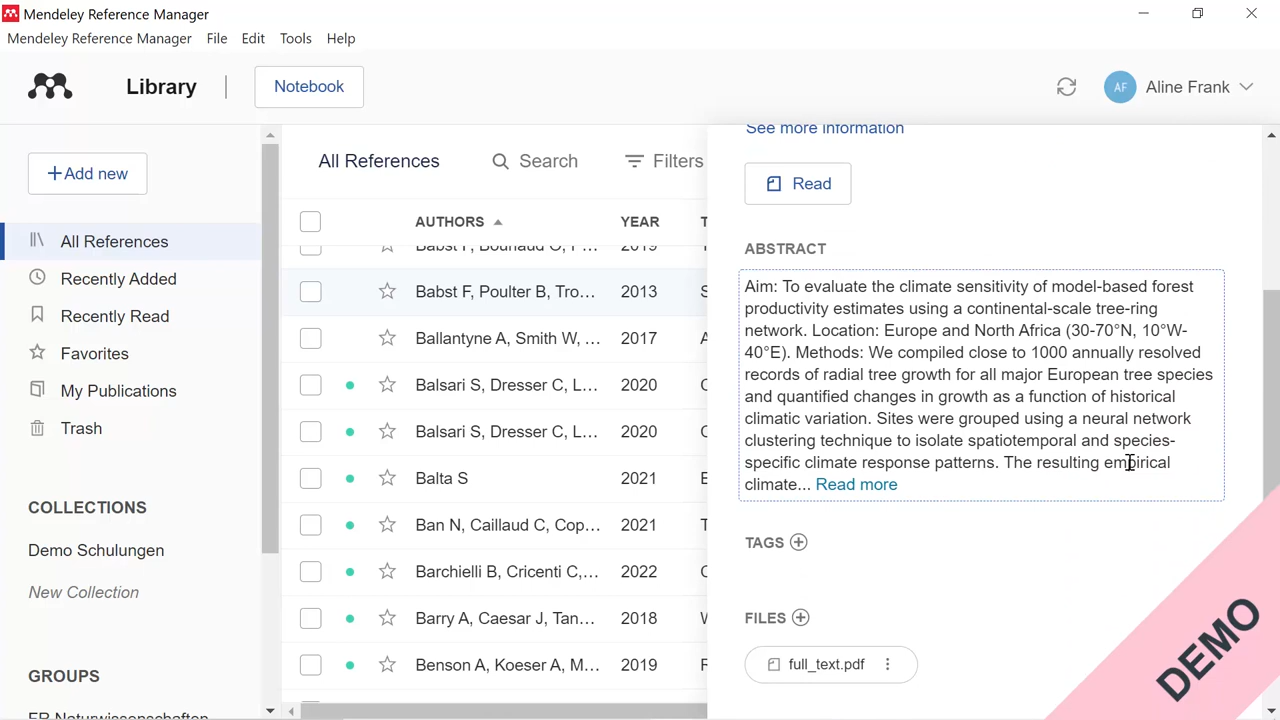 Mendeley Reference Manager
Mendeley Reference Manager File Edit Tools Help
Library | Notebook
AF Aline Frank
+Add new
All References
Recently Added
Recently Read
Favorites
My Publications
Trash
COLLECTIONS
Demo Schulungen
New Collection
GROUPS
FB Naturwissenschaften
All References Search Filters
AUTHORS YEAR T
Babst F, Bouriaud O, P... 2019
Babst F, Poulter B, Tro... 2013 S
Ballantyne A, Smith W, ... 2017 A
Balsari S, Dresser C, L... 2020 C
Balsari S, Dresser C, L... 2020 C
Balta S 2021 E
Ban N, Caillaud C, Cop... 2021 T
Barchielli B, Cricenti C,... 2022 C
Barry A, Caesar J, Tan... 2018 V
Benson A, Koeser A, M... 2019 F
See more information
Read
ABSTRACT
Aim: To evaluate the climate sensitivity of model-based forest
productivity estimates using a continental-scale tree-ring
network. Location: Europe and North Africa (30-70°N, 10°W-
40°E). Methods: We compiled close to 1000 annually resolved
records of radial tree growth for all major European tree species
and quantified changes in growth as a function of historical
climatic variation. Sites were grouped using a neural network
clustering technique to isolate spatiotemporal and species-
specific climate response patterns. The resulting empirical
climate... Read more
TAGS
FILES
full_text.pdf
DEMO